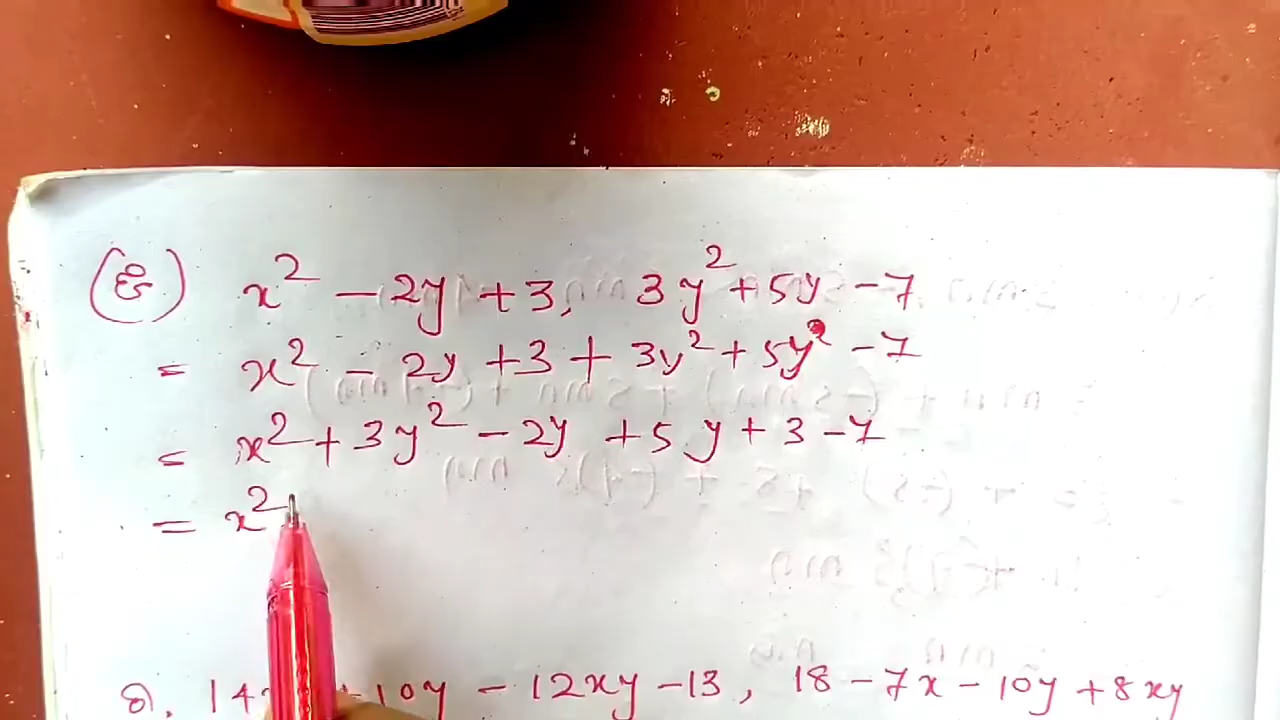 (ଛ) x² - 2y + 3, 3y² + 5y - 7
= x² - 2y + 3 + 3y² + 5y - 7
= x² + 3y² - 2y + 5y + 3 - 7
= x²
10y - 12xy - 13, 18 - 7x - 10y + 8xy